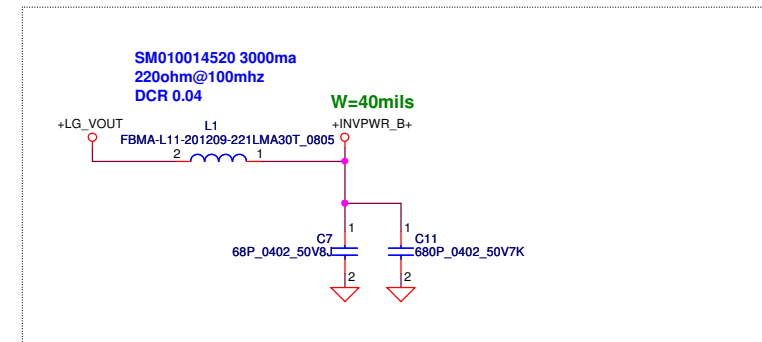 SM010014520 3000ma
220ohm@100mhz
DCR 0.04
W=40mils
+LG_VOUT
L1
+INVPWR_B+
FBMA-L11-201209-221LMA30T_0805
2
1
1
1
C7
C11
68P_0402_50V8J
680P_0402_50V7K
2
2